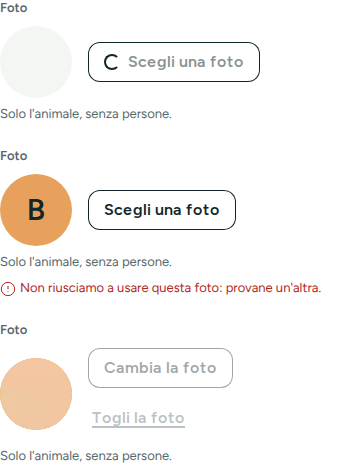 Foto
Scegli una foto
Solo l'animale, senza persone.
Foto
B
Scegli una foto
Solo l'animale, senza persone.
Non riusciamo a usare questa foto: provane un'altra.
Foto
Cambia la foto
Togli la foto
Solo l'animale, senza persone.